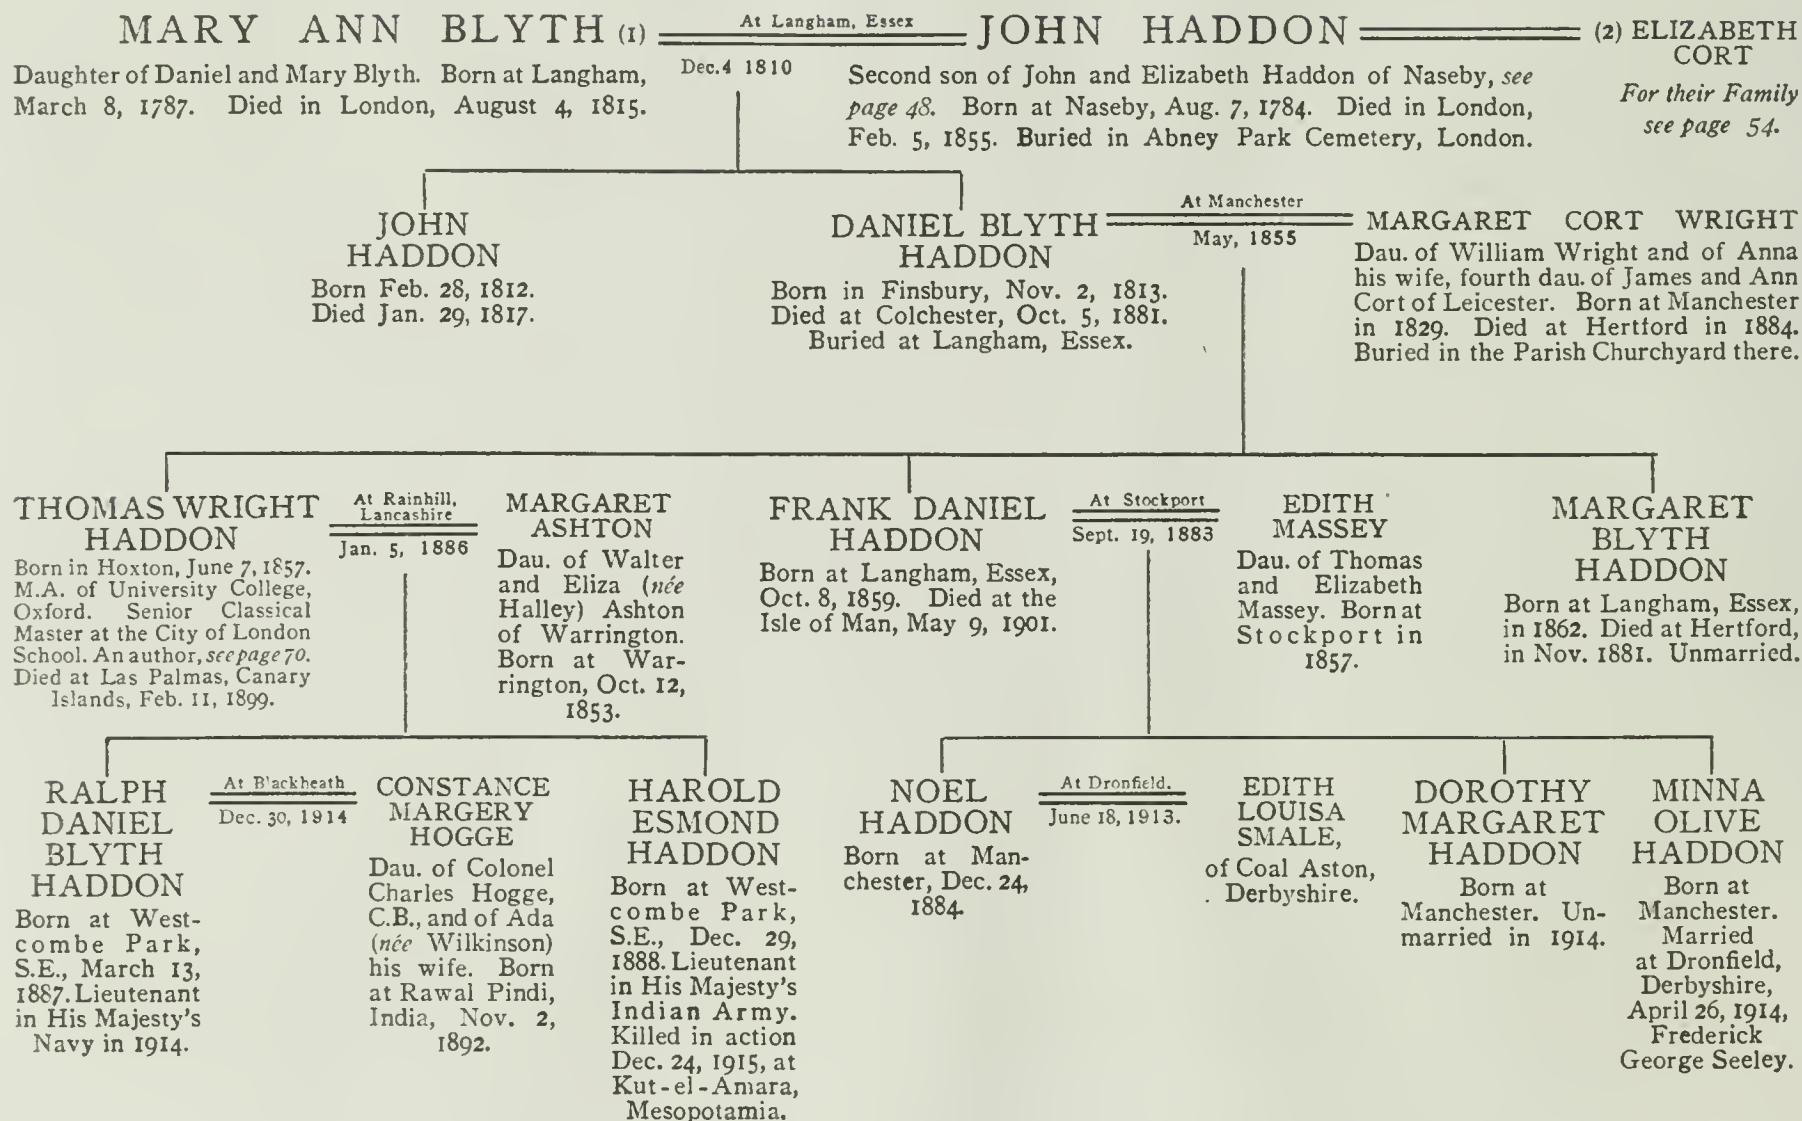 MARY ANN BLYTH (1)
At Langham, Essex
Dec. 4 1810
JOHN HADDON
(2) ELIZABETH
CORT
Daughter of Daniel and Mary Blyth. Born at Langham,
March 8, 1787. Died in London, August 4, 1815.
Second son of John and Elizabeth Haddon of Naseby, see
page 48. Born at Naseby, Aug. 7, 1784. Died in London,
Feb. 5, 1855. Buried in Abney Park Cemetery, London.
For their Family
see page 54.
JOHN
HADDON
Born Feb. 28, 1812.
Died Jan. 29, 1817.
DANIEL BLYTH
HADDON
Born in Finsbury, Nov. 2, 1813.
Died at Colchester, Oct. 5, 1881.
Buried at Langham, Essex.
At Manchester
May, 1855
MARGARET CORT WRIGHT
Dau. of William Wright and of Anna
his wife, fourth dau. of James and Ann
Cort of Leicester. Born at Manchester
in 1829. Died at Hertford in 1884.
Buried in the Parish Churchyard there.
THOMAS WRIGHT
HADDON
Born in Hoxton, June 7, 1857.
M.A. of University College,
Oxford. Senior Classical
Master at the City of London
School. An author, see page 70.
Died at Las Palmas, Canary
Islands, Feb. 11, 1899.
At Rainhill,
Lancashire
Jan. 5, 1886
MARGARET
ASHTON
Dau. of Walter
and Eliza (née
Halley) Ashton
of Warrington.
Born at War-
rington, Oct. 12,
1853.
FRANK DANIEL
HADDON
Born at Langham, Essex,
Oct. 8, 1859. Died at the
Isle of Man, May 9, 1901.
At Stockport
Sept. 19, 1883
EDITH
MASSEY
Dau. of Thomas
and Elizabeth
Massey. Born at
Stockport in
1857.
MARGARET
BLYTH
HADDON
Born at Langham, Essex,
in 1862. Died at Hertford,
in Nov. 1881. Unmarried.
RALPH
DANIEL
BLYTH
HADDON
Born at West-
combe Park,
S.E., March 13,
1887. Lieutenant
in His Majesty's
Navy in 1914.
At Blackheath
Dec. 30, 1914
CONSTANCE
MARGERY
HOGGE
Dau. of Colonel
Charles Hogge,
C.B., and of Ada
(née Wilkinson)
his wife. Born
at Rawal Pindi,
India, Nov. 2,
1892.
HAROLD
ESMOND
HADDON
Born at West-
combe Park,
S.E., Dec. 29,
1888. Lieutenant
in His Majesty's
Indian Army.
Killed in action
Dec. 24, 1915, at
Kut-el-Amara,
Mesopotamia.
NOEL
HADDON
Born at Man-
chester, Dec. 24,
1884.
At Dronfield.
June 18, 1913.
EDITH
LOUISA
SMALE,
of Coal Aston,
Derbyshire.
DOROTHY
MARGARET
HADDON
Born at
Manchester. Un-
married in 1914.
MINNA
OLIVE
HADDON
Born at
Manchester.
Married
at Dronfield,
Derbyshire,
April 26, 1914,
Frederick
George Seeley.